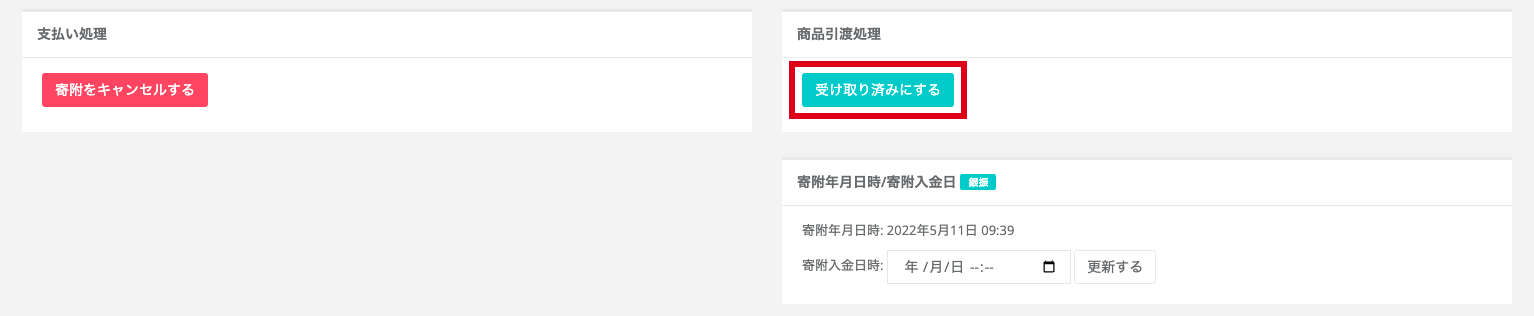 支払い処理
寄附をキャンセルする
商品引渡処理
受け取り済みにする
寄附年月日時/寄附入金日 銀振
寄附年月日時: 2022年5月11日 09:39
寄附入金日時: 年 /月/日 --:-- 更新する